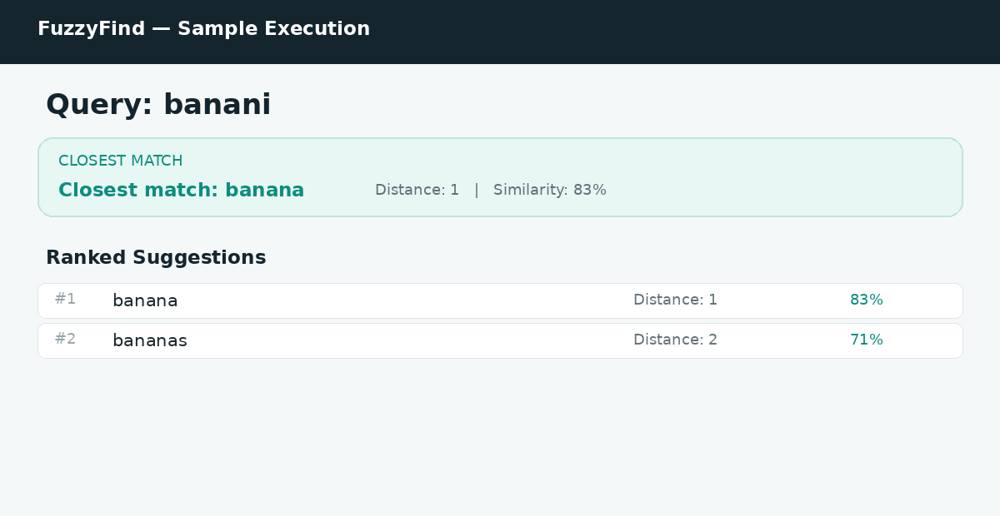 FuzzyFind — Sample Execution
Query: banani
CLOSEST MATCH
Closest match: banana Distance: 1 | Similarity: 83%
Ranked Suggestions
#1 banana Distance: 1 83%
#2 bananas Distance: 2 71%